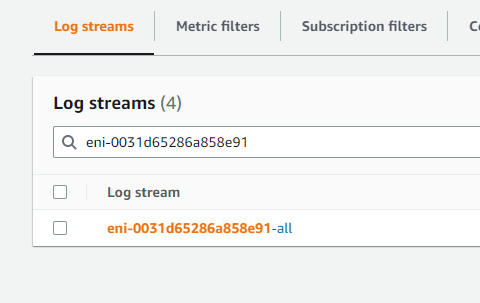 Log streams
Metric filters
Subscription filters
Log streams (4)
eni-0031d65286a858e91
Log stream
eni-0031d65286a858e91-all